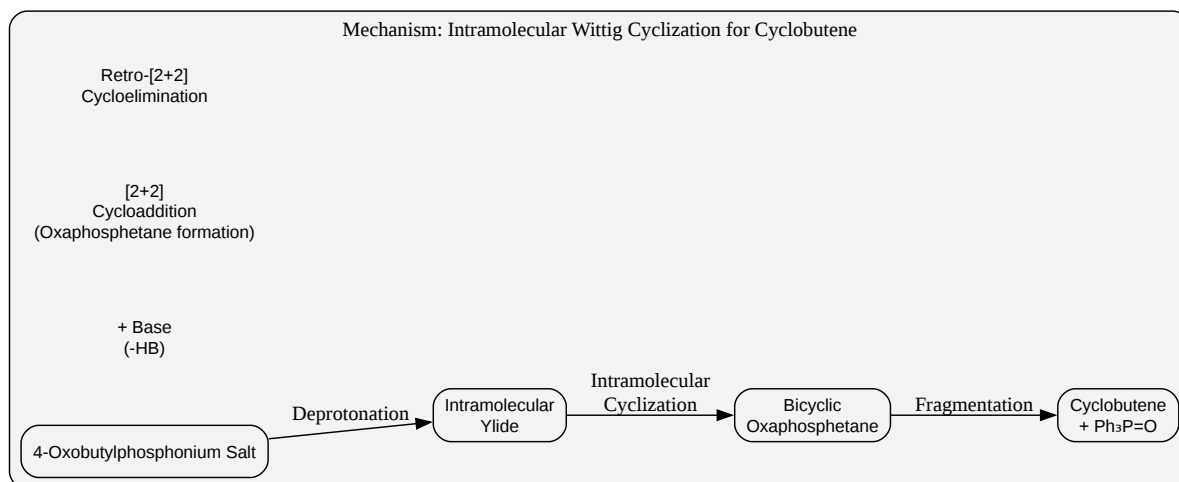 Mechanism: Intramolecular Wittig Cyclization for Cyclobutene
Retro-[2+2]
Cycloelimination
[2+2]
Cycloaddition
(Oxaphosphetane formation)
+ Base
(-HB)
4-Oxobutylphosphonium Salt
Deprotonation
Intramolecular
Ylide
Intramolecular
Cyclization
Bicyclic
Oxaphosphetane
Fragmentation
Cyclobutene
+ Ph₃P=O